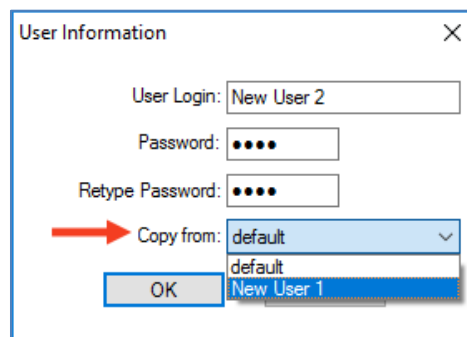 User Information
User Login: New User 2
Password: ●●●●
Retype Password: ●●●●
Copy from: default
default
New User 1
OK